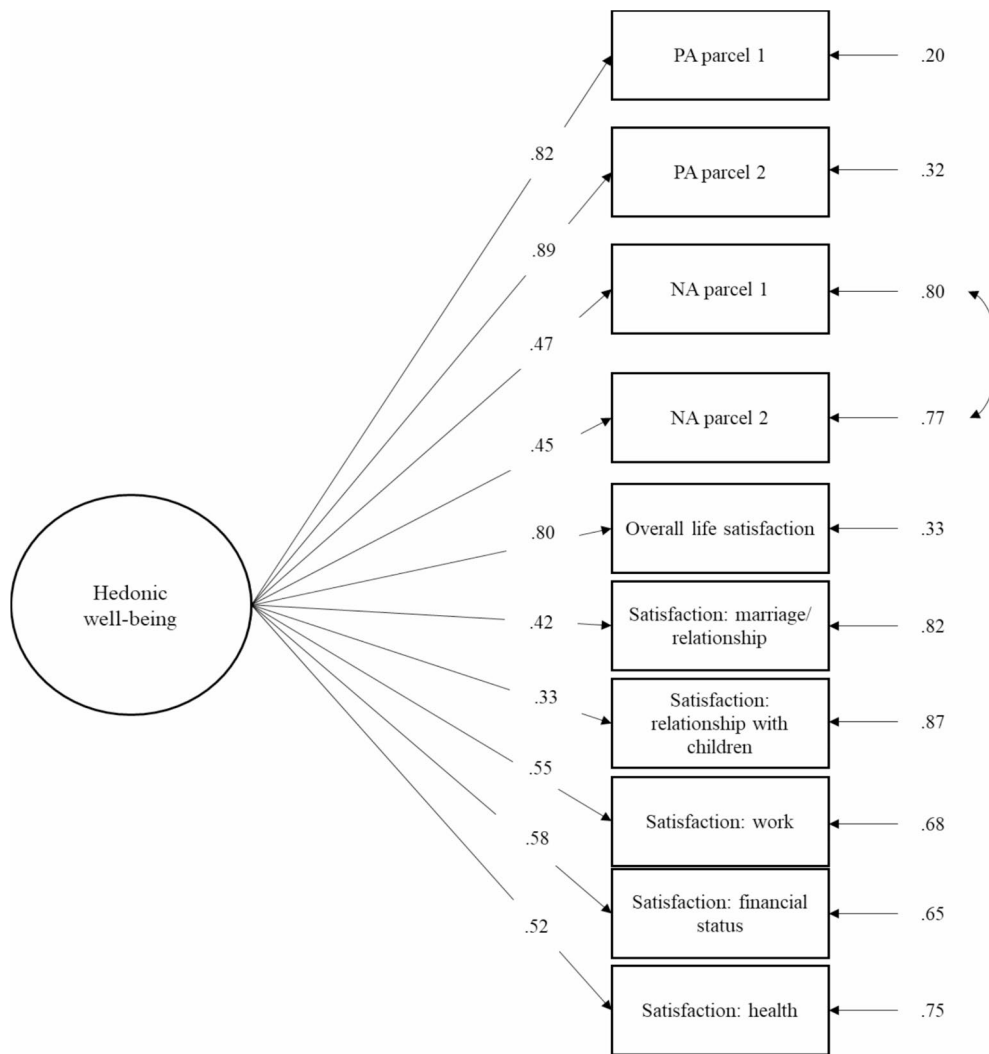 PA parcel 1
.20
.82
PA parcel 2
.32
.89
NA parcel 1
.80
.47
NA parcel 2
.77
.45
Overall life satisfaction
.33
.80
Hedonic
well-being
Satisfaction: marriage/
relationship
.82
.42
Satisfaction:
relationship with
children
.87
.33
Satisfaction: work
.68
.55
Satisfaction: financial
status
.65
.58
Satisfaction: health
.75
.52